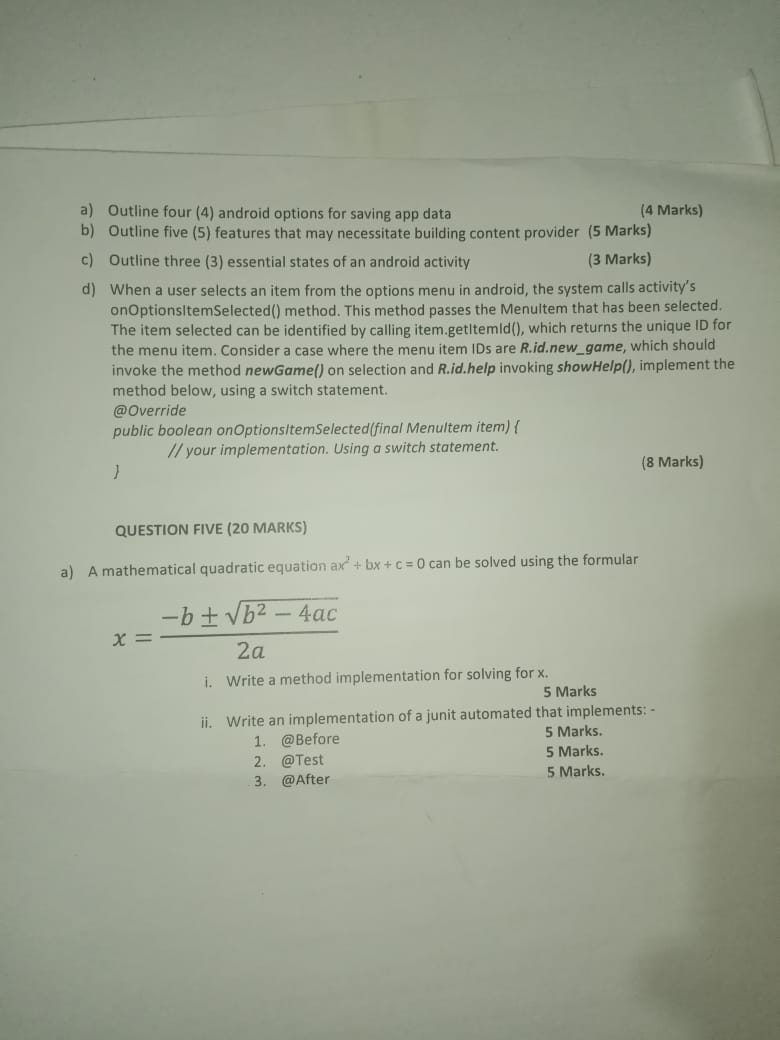 a) Outline four (4) android options for saving app data (4 Marks)
b) Outline five (5) features that may necessitate building content provider (5 Marks)
c) Outline three (3) essential states of an android activity (3 Marks)
d) When a user selects an item from the options menu in android, the system calls activity's
onOptionsItemSelected() method. This method passes the MenuItem that has been selected.
The item selected can be identified by calling item.getItemId(), which returns the unique ID for
the menu item. Consider a case where the menu item IDs are R.id.new_game, which should
invoke the method newGame() on selection and R.id.help invoking showHelp(), implement the
method below, using a switch statement.
@Override
public boolean onOptionsItemSelected(final MenuItem item) {
// your implementation. Using a switch statement.
} (8 Marks)
QUESTION FIVE (20 MARKS)
a) A mathematical quadratic equation ax² ÷ bx + c = 0 can be solved using the formular
x = (-b ± √(b² − 4ac)) / 2a
i. Write a method implementation for solving for x.
5 Marks
ii. Write an implementation of a junit automated that implements: -
1. @Before 5 Marks.
2. @Test 5 Marks.
3. @After 5 Marks.